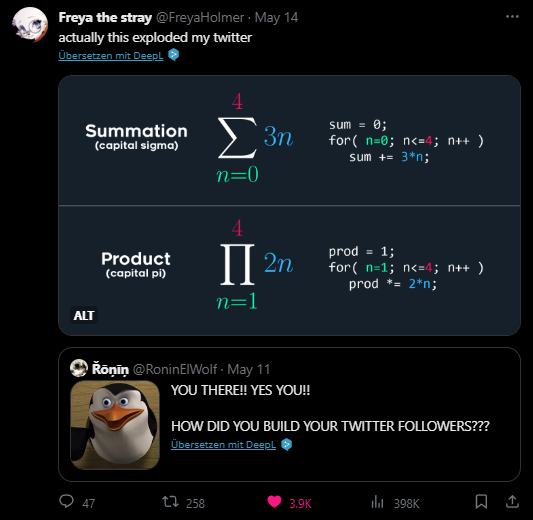 Freya the stray @FreyaHolmer · May 14
actually this exploded my twitter
Übersetzen mit DeepL
Summation
(capital sigma)
4
∑ 3n
n=0
sum = 0;
for( n=0; n<=4; n++ )
sum += 3*n;
Product
(capital pi)
4
∏ 2n
n=1
prod = 1;
for( n=1; n<=4; n++ )
prod *= 2*n;
ALT
Řōņīņ @RoninElWolf · May 11
YOU THERE!! YES YOU!!
HOW DID YOU BUILD YOUR TWITTER FOLLOWERS???
Übersetzen mit DeepL
47 258 3.9K 398K